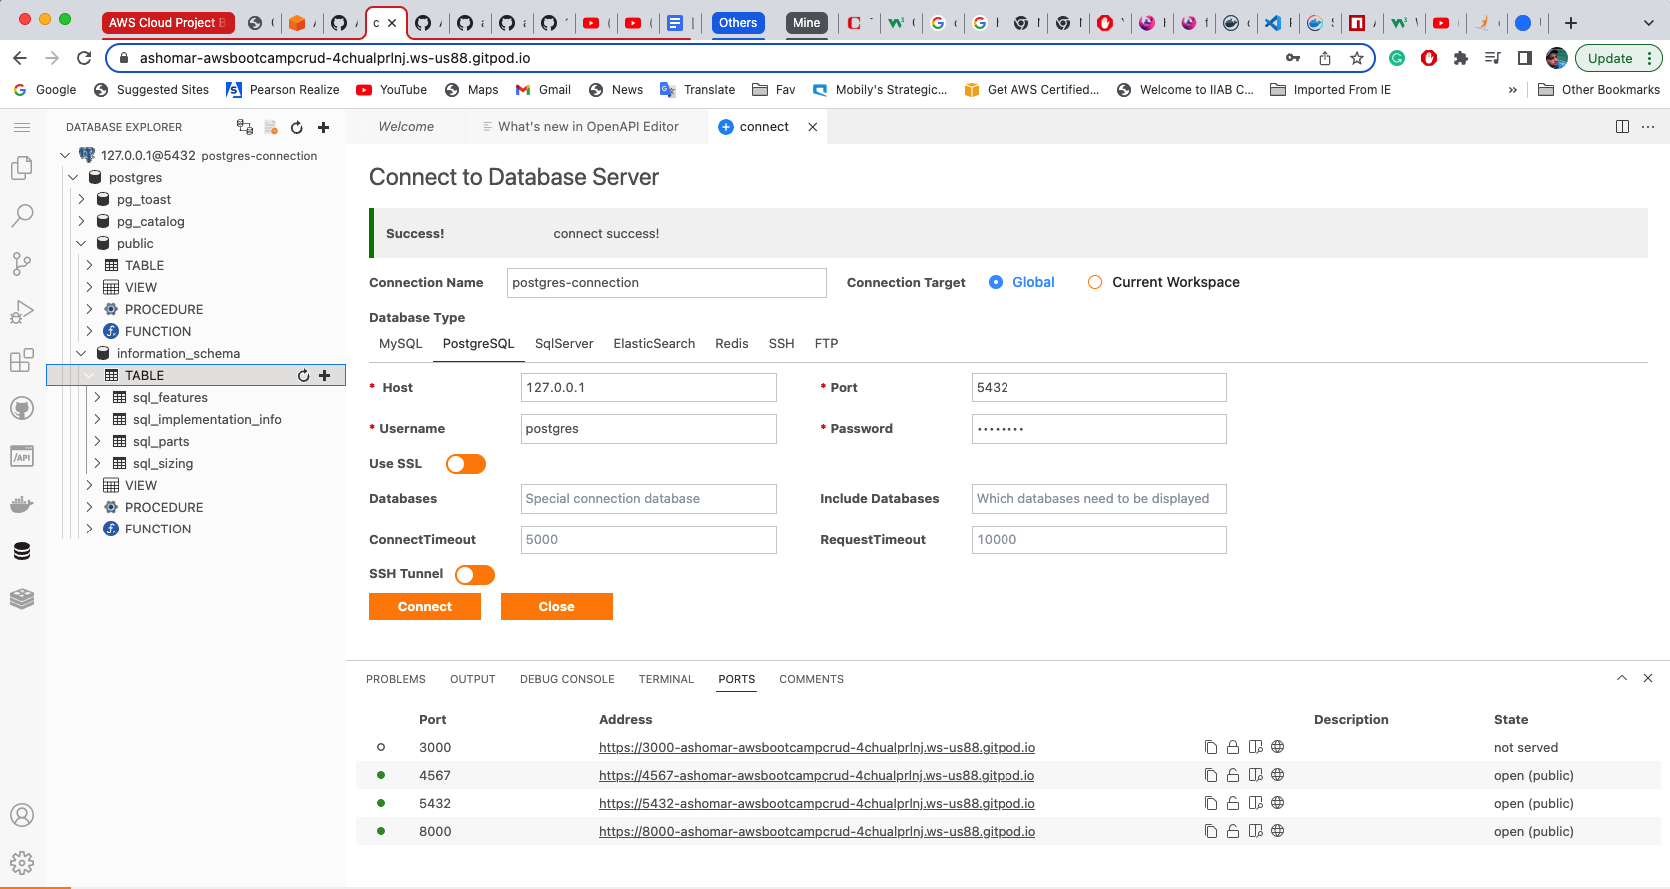 AWS Cloud Project B
Others
Mine
ashomar-awsbootcampcrud-4chualprlnj.ws-us88.gitpod.io
Update
Google
Suggested Sites
Pearson Realize
YouTube
Maps
Gmail
News
Translate
Fav
Mobily's Strategic...
Get AWS Certified...
Welcome to IIAB C...
Imported From IE
»
Other Bookmarks
DATABASE EXPLORER
Welcome
What's new in OpenAPI Editor
connect
127.0.0.1@5432 postgres-connection
postgres
pg_toast
pg_catalog
public
TABLE
VIEW
PROCEDURE
FUNCTION
information_schema
TABLE
sql_features
sql_implementation_info
sql_parts
sql_sizing
VIEW
PROCEDURE
FUNCTION
/API
Connect to Database Server
Success! connect success!
Connection Name postgres-connection Connection Target Global Current Workspace
Database Type
MySQL PostgreSQL SqlServer ElasticSearch Redis SSH FTP
* Host 127.0.0.1 * Port 5432
* Username postgres * Password ••••••••
Use SSL
Databases Special connection database Include Databases Which databases need to be displayed
ConnectTimeout 5000 RequestTimeout 10000
SSH Tunnel
Connect Close
PROBLEMS OUTPUT DEBUG CONSOLE TERMINAL PORTS COMMENTS
Port Address Description State
3000 https://3000-ashomar-awsbootcampcrud-4chualprlnj.ws-us88.gitpod.io not served
4567 https://4567-ashomar-awsbootcampcrud-4chualprlnj.ws-us88.gitpod.io open (public)
5432 https://5432-ashomar-awsbootcampcrud-4chualprlnj.ws-us88.gitpod.io open (public)
8000 https://8000-ashomar-awsbootcampcrud-4chualprlnj.ws-us88.gitpod.io open (public)